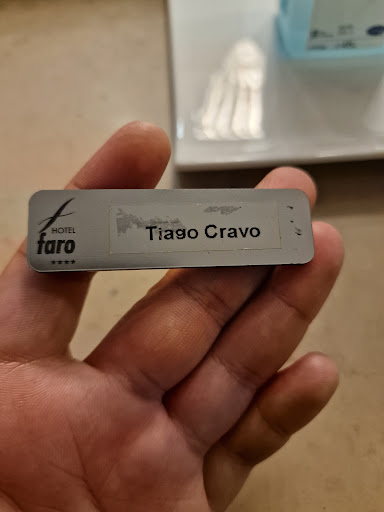 HOTEL
faro
★★★★
Tiago Cravo